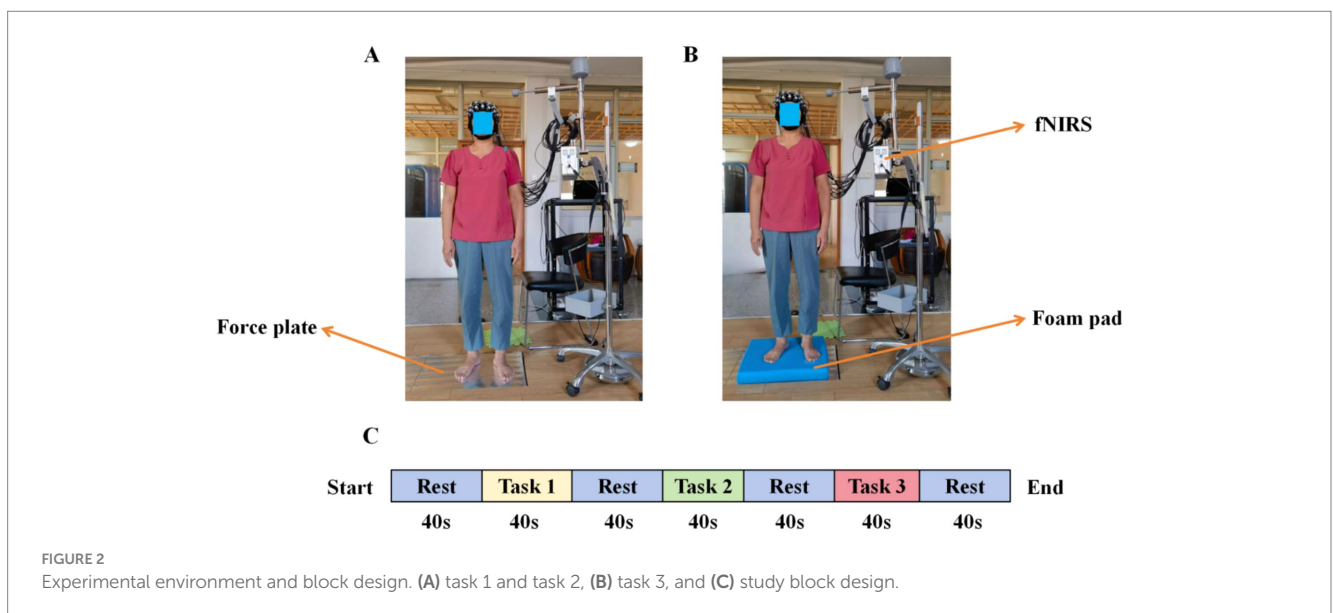 A
B
fNIRS
Force plate
Foam pad
C
Start Rest Task 1 Rest Task 2 Rest Task 3 Rest End
40s 40s 40s 40s 40s 40s 40s
FIGURE 2
Experimental environment and block design. (A) task 1 and task 2, (B) task 3, and (C) study block design.